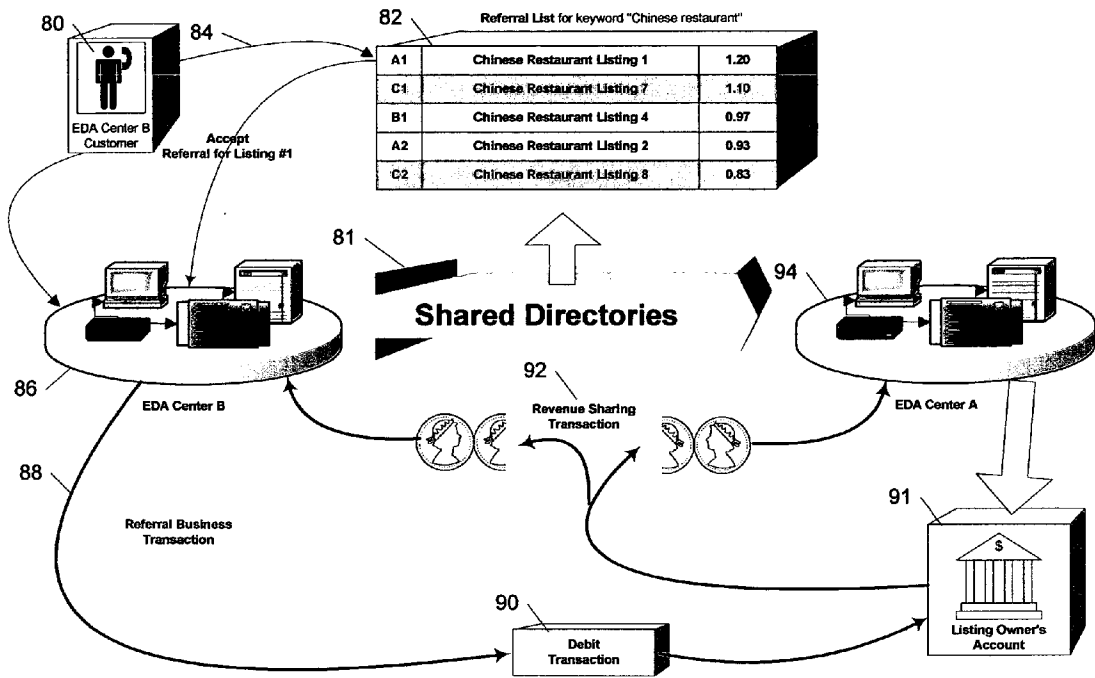 80
84
82
Referral List for keyword "Chinese restaurant"
A1 Chinese Restaurant Listing 1 1.20
C1 Chinese Restaurant Listing 7 1.10
B1 Chinese Restaurant Listing 4 0.97
A2 Chinese Restaurant Listing 2 0.93
C2 Chinese Restaurant Listing 8 0.83
EDA Center B
Customer
Accept
Referral for Listing #1
81
94
Shared Directories
86
EDA Center B
92
Revenue Sharing
Transaction
EDA Center A
88
Referral Business
Transaction
91
$
Listing Owner's
Account
90
Debit
Transaction